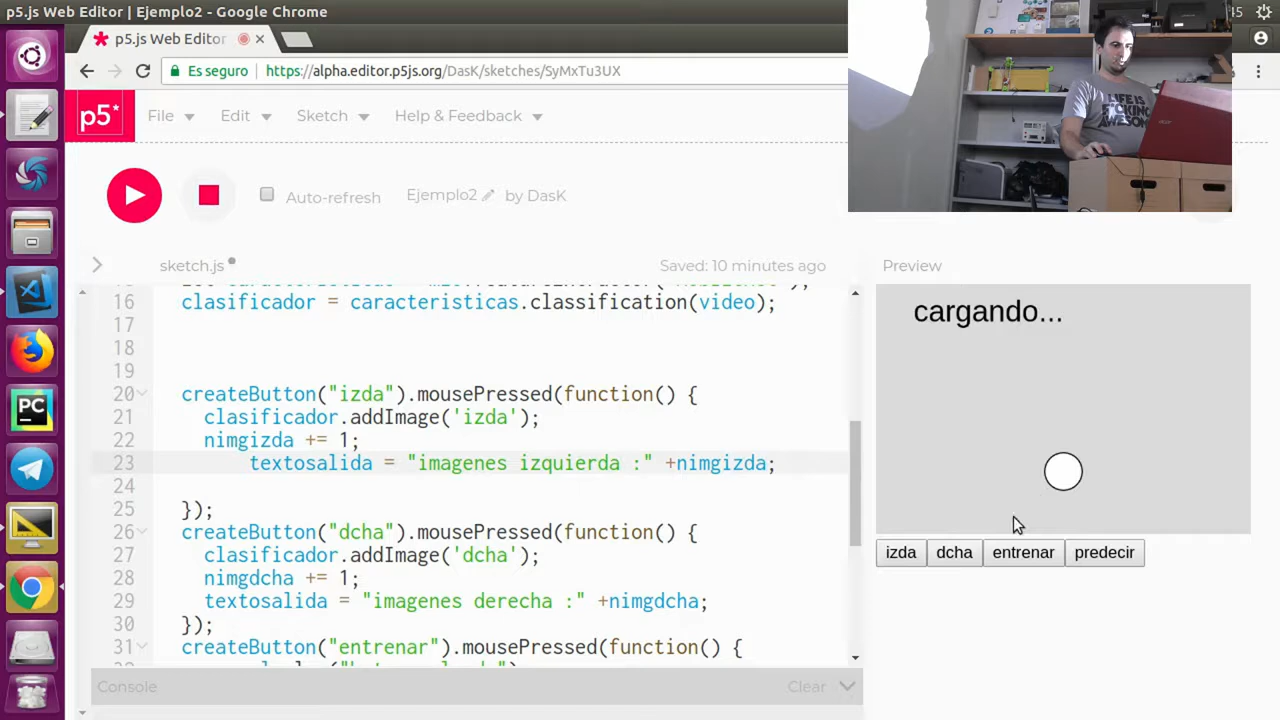 p5.js Web Editor | Ejemplo2 - Google Chrome
45
p5.js Web Editor
Es seguro
https://alpha.editor.p5js.org/DasK/sketches/SyMxTu3UX
LIFE IS
AWESOME
p5*
File
Edit
Sketch
Help & Feedback
Auto-refresh
Ejemplo2
by DasK
sketch.js
Saved: 10 minutes ago
Preview
16 clasificador = caracteristicas.classification(video);
17
18
19
20 createButton("izda").mousePressed(function() {
21 clasificador.addImage('izda');
22 nimgizda += 1;
23 textosalida = "imagenes izquierda :" +nimgizda;
24
25 });
26 createButton("dcha").mousePressed(function() {
27 clasificador.addImage('dcha');
28 nimgdcha += 1;
29 textosalida = "imagenes derecha :" +nimgdcha;
30 });
31 createButton("entrenar").mousePressed(function() {
cargando...
izda
dcha
entrenar
predecir
Console
Clear
PC